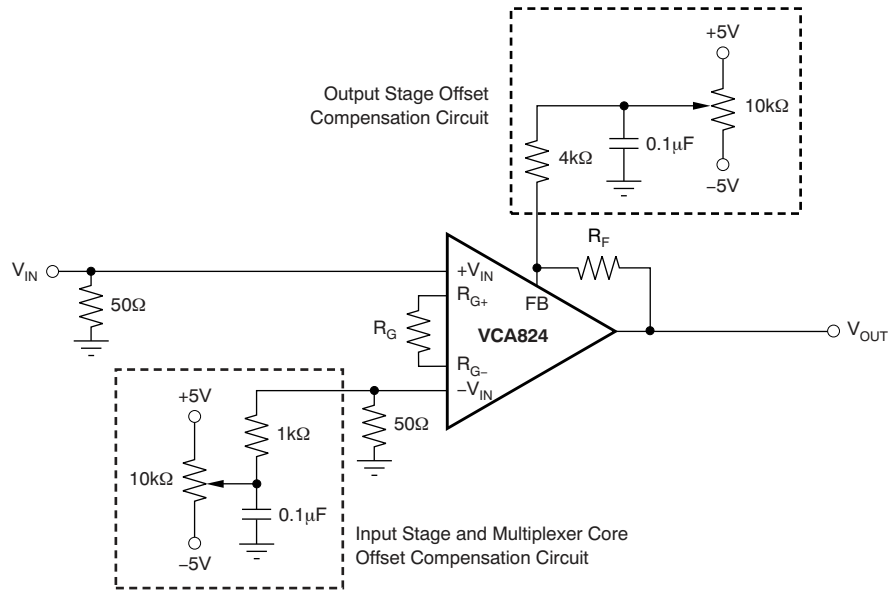 +5V
Output Stage Offset
Compensation Circuit
10kΩ
0.1μF
4kΩ
−5V
R_F
V_IN
+V_IN
R_G+
FB
50Ω
R_G
VCA824
V_OUT
R_G−
−V_IN
+5V
50Ω
1kΩ
10kΩ
0.1μF
−5V
Input Stage and Multiplexer Core
Offset Compensation Circuit